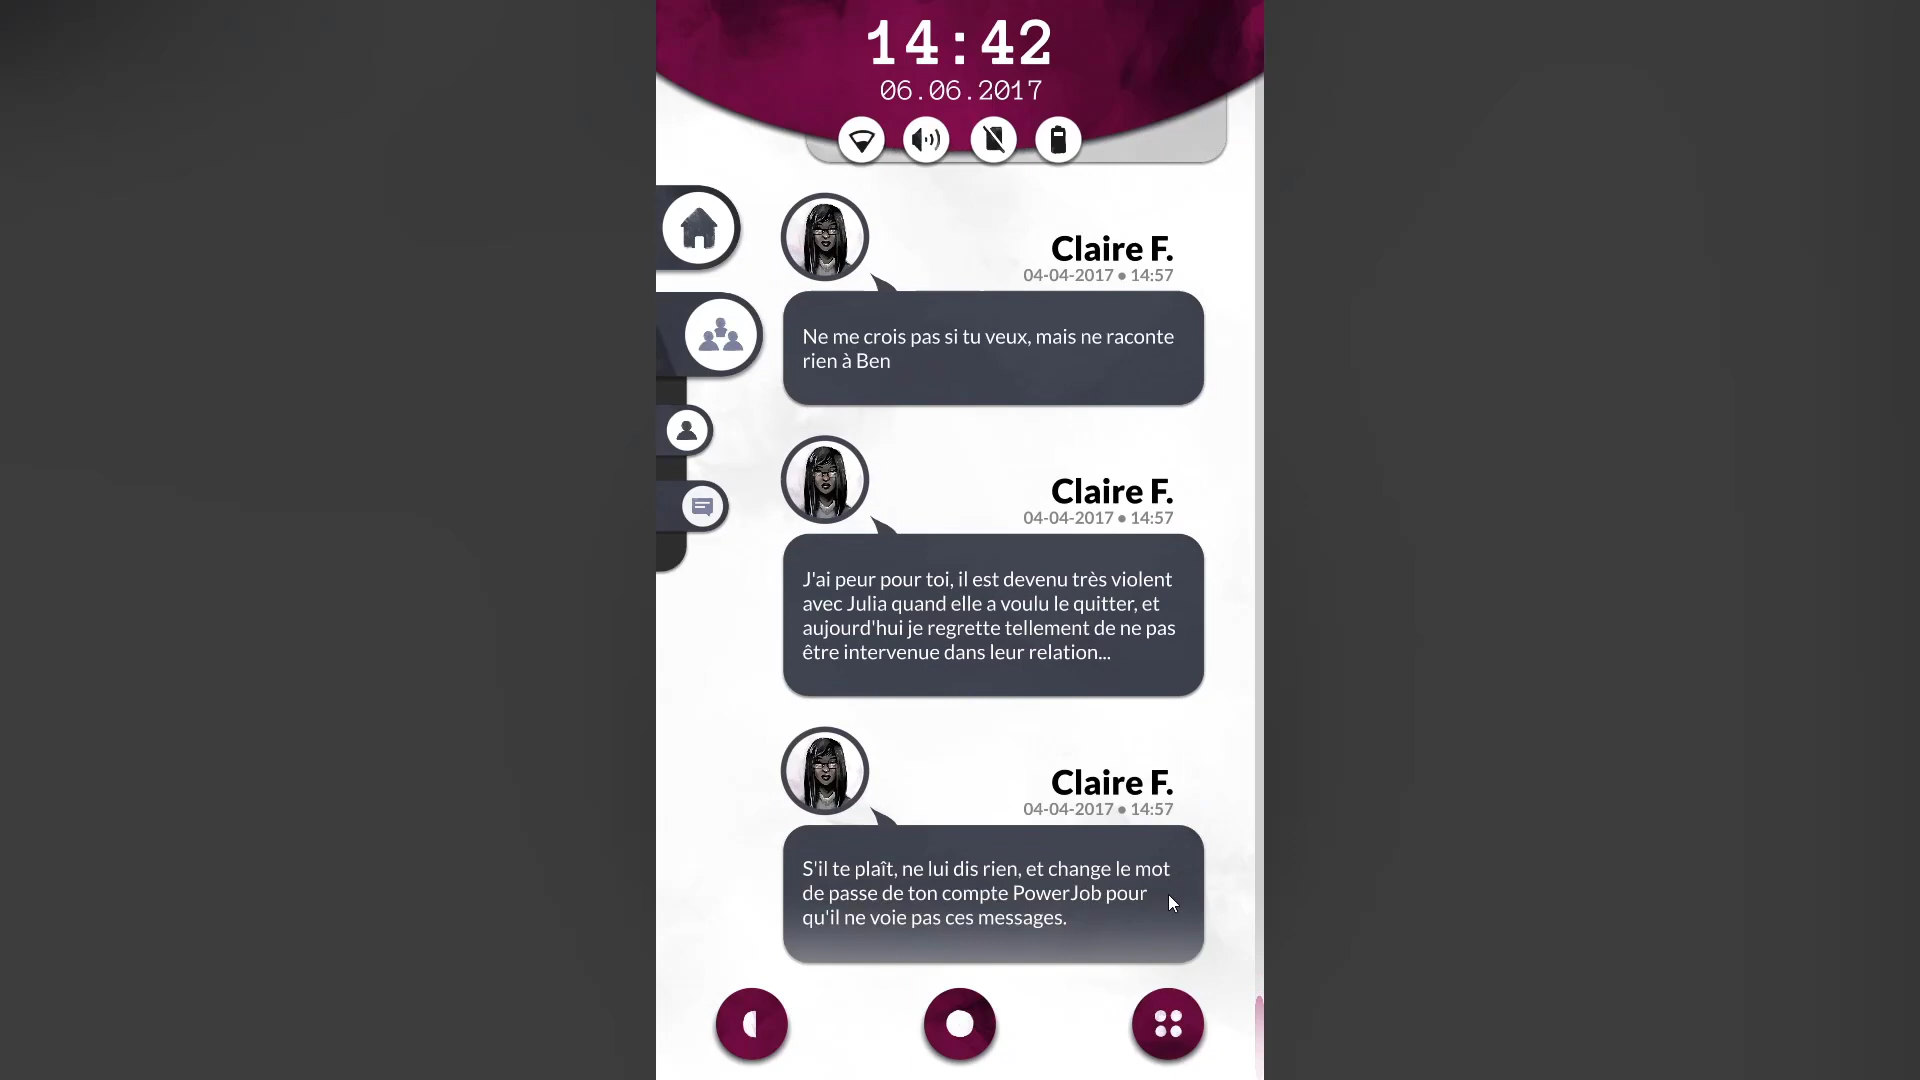 14:42
06.06.2017
Claire F.
04-04-2017 • 14:57
Ne me crois pas si tu veux, mais ne raconte
rien à Ben
Claire F.
04-04-2017 • 14:57
J'ai peur pour toi, il est devenu très violent
avec Julia quand elle a voulu le quitter, et
aujourd'hui je regrette tellement de ne pas
être intervenue dans leur relation...
Claire F.
04-04-2017 • 14:57
S'il te plaît, ne lui dis rien, et change le mot
de passe de ton compte PowerJob pour
qu'il ne voie pas ces messages.